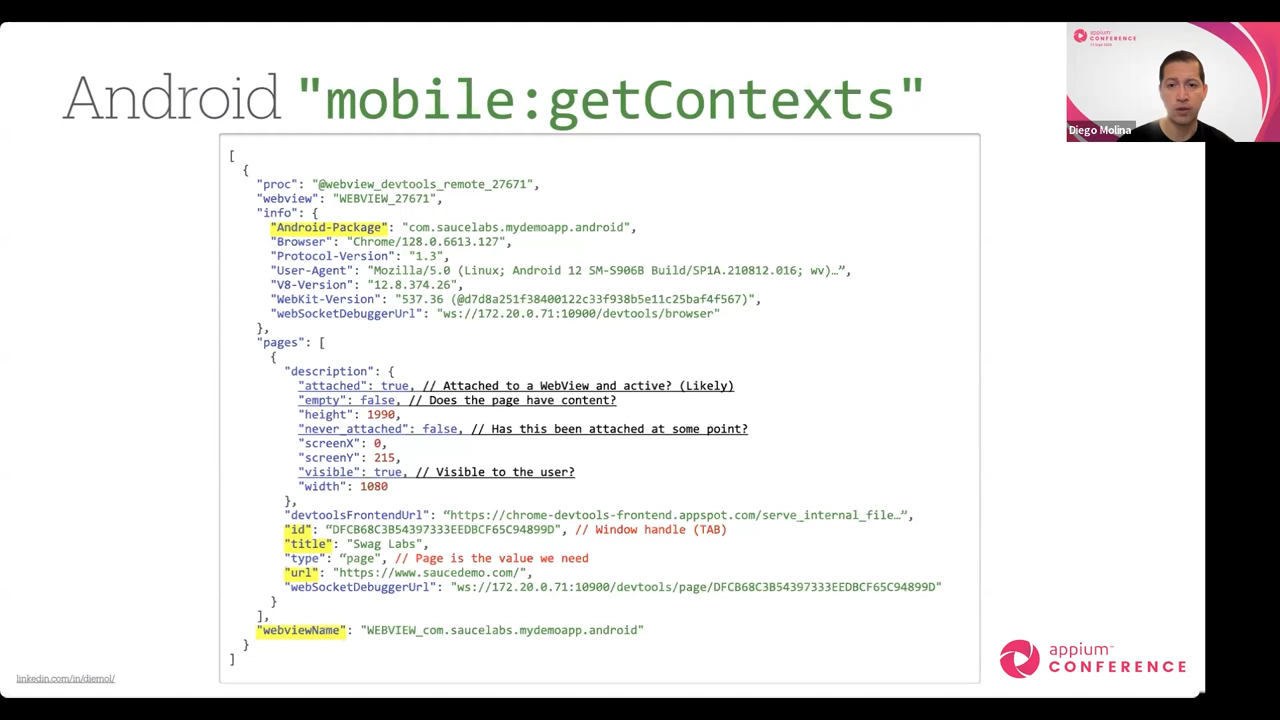 Android "mobile:getContexts"
appium™
CONFERENCE
Diego Molina
[
{
"proc": "@webview_devtools_remote_27671",
"webview": "WEBVIEW_27671",
"info": {
"Android-Package": "com.saucelabs.mydemoapp.android",
"Browser": "Chrome/128.0.6613.127",
"Protocol-Version": "1.3",
"User-Agent": "Mozilla/5.0 (Linux; Android 12 SM-S906B Build/SP1A.210812.016; wv)…”,
"V8-Version": "12.8.374.26",
"WebKit-Version": "537.36 (@d7d8a251f38400122c33f938b5e11c25baf4f567)",
"webSocketDebuggerUrl": "ws://172.20.0.71:10900/devtools/browser"
},
"pages": [
{
"description": {
"attached": true, // Attached to a WebView and active? (Likely)
"empty": false, // Does the page have content?
"height": 1990,
"never_attached": false, // Has this been attached at some point?
"screenX": 0,
"screenY": 215,
"visible": true, // Visible to the user?
"width": 1080
},
"devtoolsFrontendUrl": “https://chrome-devtools-frontend.appspot.com/serve_internal_file…”,
"id": “DFCB68C3B54397333EEDBCF65C94899D", // Window handle (TAB)
"title": "Swag Labs",
"type": “page", // Page is the value we need
"url": "https://www.saucedemo.com/",
"webSocketDebuggerUrl": "ws://172.20.0.71:10900/devtools/page/DFCB68C3B54397333EEDBCF65C94899D"
}
],
"webviewName": "WEBVIEW_com.saucelabs.mydemoapp.android"
}
]
linkedin.com/in/diemol/
appium™
CONFERENCE